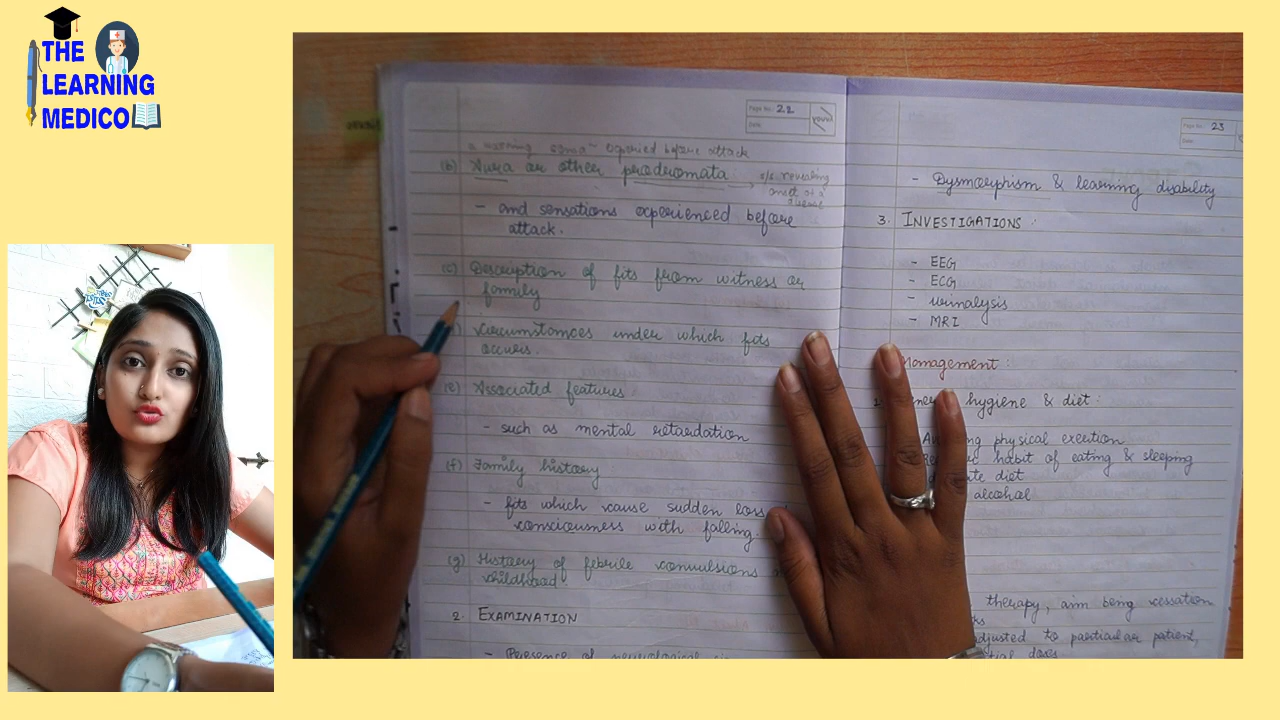 THE
LEARNING
MEDICO
Page No. 22
Date:
a warning
before attack
(b) Aura or other prodromata
revealing
onset of a
disease
- and sensations experienced before
attack.
(c) Description of fits from witness or
family
circumstances under which fits
occurs.
(e) Associated features
- such as mental retardation
(f) Family history
- fits which cause sudden loss
consciousness with falling.
(g) History of febrile convulsions
childhood.
2. EXAMINATION
- Presence of neurological
Page No. 23
Date:
- Dysmorphism & learning disability
3. INVESTIGATIONS :
- EEG
- ECG
- urinalysis
- MRI
Management :
hygiene & diet :
physical exertion
habit of eating & sleeping
diet
alcohol
therapy, aim being cessation
adjusted to particular patient,
doses